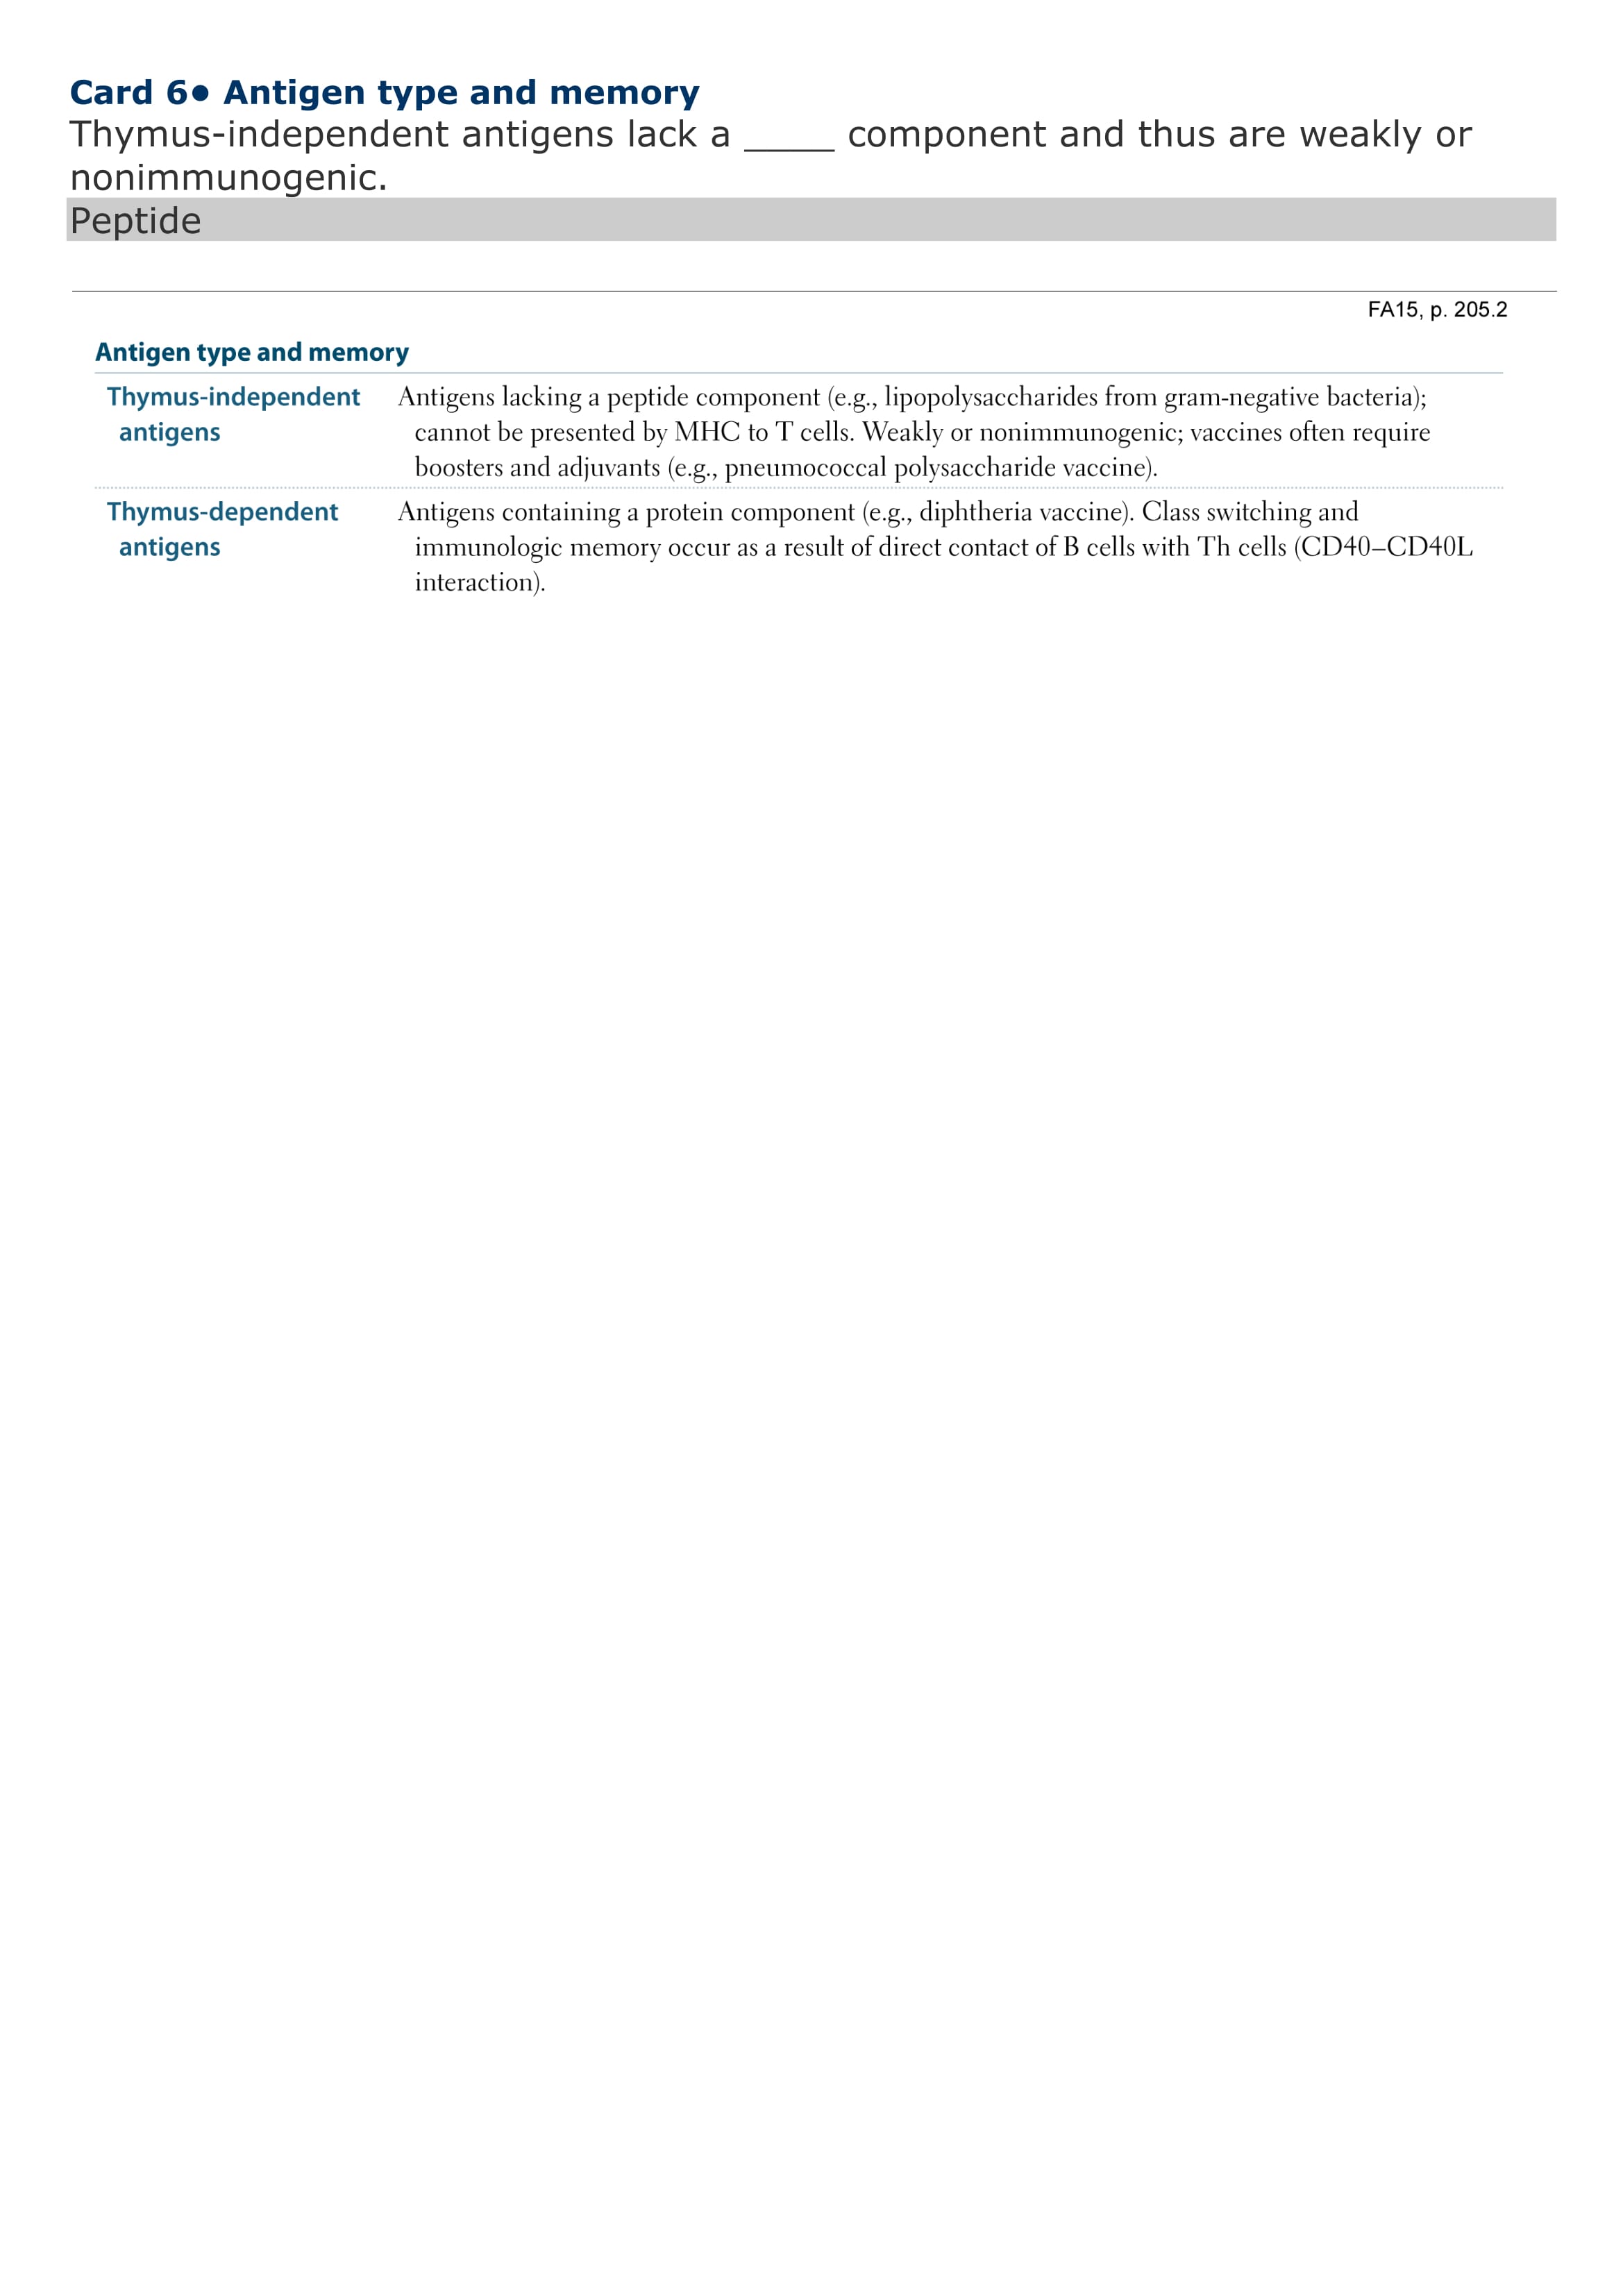 Card 6• Antigen type and memory
Thymus-independent antigens lack a _____ component and thus are weakly or
nonimmunogenic.
Peptide
FA15, p. 205.2
Antigen type and memory
Thymus-independent antigens
Antigens lacking a peptide component (e.g., lipopolysaccharides from gram-negative bacteria);
cannot be presented by MHC to T cells. Weakly or nonimmunogenic; vaccines often require
boosters and adjuvants (e.g., pneumococcal polysaccharide vaccine).
Thymus-dependent antigens
Antigens containing a protein component (e.g., diphtheria vaccine). Class switching and
immunologic memory occur as a result of direct contact of B cells with Th cells (CD40–CD40L
interaction).